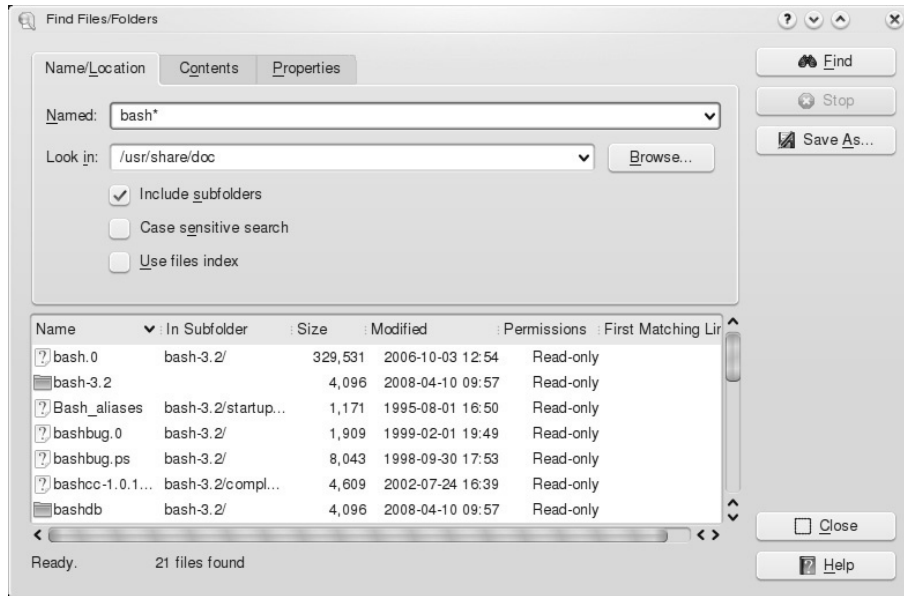 Find Files/Folders
Name/Location Contents Properties
Find
Stop
Save As...
Named: bash*
Look in: /usr/share/doc Browse...
Include subfolders
Case sensitive search
Use files index
Name In Subfolder Size Modified Permissions First Matching Lin
bash.0 bash-3.2/ 329,531 2006-10-03 12:54 Read-only
bash-3.2 4,096 2008-04-10 09:57 Read-only
Bash_aliases bash-3.2/startup... 1,171 1995-08-01 16:50 Read-only
bashbug.0 bash-3.2/ 1,909 1999-02-01 19:49 Read-only
bashbug.ps bash-3.2/ 8,043 1998-09-30 17:53 Read-only
bashcc-1.0.1... bash-3.2/compl... 4,609 2002-07-24 16:39 Read-only
bashdb bash-3.2/ 4,096 2008-04-10 09:57 Read-only
Ready. 21 files found
Close
Help